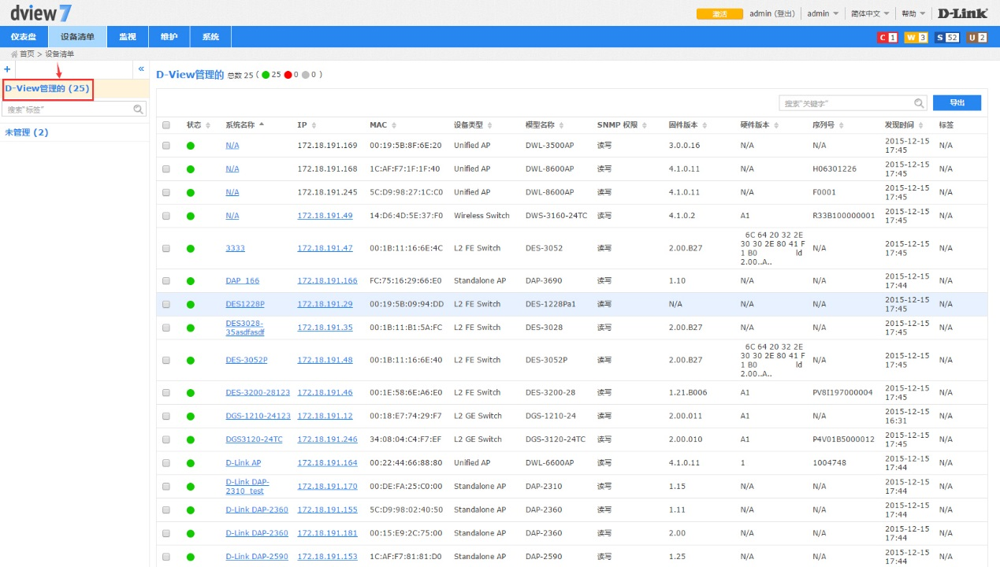 dview 7
激活 admin (登出) admin 简体中文 帮助 D-Link
仪表盘 设备清单 监视 维护 系统 C 1 W 3 S 52 U 2
首页 > 设备清单
+ «
D-View管理的 (25)
搜索"标签"
未管理 (2)
D-View管理的 总数 25 ( 25 0 0 )
搜索"关键字" 导出
状态 系统名称 IP MAC 设备类型 模型名称 SNMP 权限 固件版本 硬件版本 序列号 发现时间 标签
N/A 172.18.191.169 00:19:5B:8F:6E:20 Unified AP DWL-3500AP 读写 3.0.0.16 N/A N/A 2015-12-15 17:45 N/A
N/A 172.18.191.168 1C:AF:F7:1F:1F:40 Unified AP DWL-8600AP 读写 4.1.0.11 N/A H06301226 2015-12-15 17:45 N/A
N/A 172.18.191.245 5C:D9:98:27:1C:C0 Unified AP DWL-8600AP 读写 4.1.0.11 N/A F0001 2015-12-15 17:45 N/A
N/A 172.18.191.49 14:D6:4D:5E:37:F0 Wireless Switch DWS-3160-24TC 读写 4.1.0.2 A1 R33B100000001 2015-12-15 17:45 N/A
3333 172.18.191.47 00:1B:11:16:6E:4C L2 FE Switch DES-3052 读写 2.00.B27 6C 64 20 32 2E 30 30 2E 80 41 F1 B0 ld 2.00..A.. N/A 2015-12-15 17:45 N/A
DAP_166 172.18.191.166 FC:75:16:29:66:E0 Standalone AP DAP-3690 读写 1.10 N/A N/A 2015-12-15 17:44 N/A
DES1228P 172.18.191.29 00:19:5B:09:94:DD L2 FE Switch DES-1228Pa1 读写 N/A N/A N/A 2015-12-15 17:45 N/A
DES3028-35asdfasdf 172.18.191.35 00:1B:11:B1:5A:FC L2 FE Switch DES-3028 读写 2.00.B27 N/A N/A 2015-12-15 17:45 N/A
DES-3052P 172.18.191.48 00:1B:11:16:6E:40 L2 FE Switch DES-3052P 读写 2.00.B27 6C 64 20 32 2E 30 30 2E 80 41 F1 B0 ld 2.00..A.. N/A 2015-12-15 17:45 N/A
DES-3200-28123 172.18.191.46 00:1E:58:6E:A6:E0 L2 FE Switch DES-3200-28 读写 1.21.B006 A1 PV8I197000004 2015-12-15 17:45 N/A
DGS-1210-24123 172.18.191.12 00:18:E7:74:29:F7 L2 GE Switch DGS-1210-24 读写 2.00.011 A1 N/A 2015-12-15 16:31 N/A
DGS3120-24TC 172.18.191.246 34:08:04:C4:F7:EF L2 GE Switch DGS-3120-24TC 读写 2.00.010 A1 P4V01B5000012 2015-12-15 17:45 N/A
D-Link AP 172.18.191.164 00:22:44:66:88:80 Unified AP DWL-6600AP 读写 4.1.0.11 1 1004748 2015-12-15 17:44 N/A
D-Link DAP-2310_test 172.18.191.170 00:DE:FA:25:C0:00 Standalone AP DAP-2310 读写 1.15 N/A N/A 2015-12-15 17:44 N/A
D-Link DAP-2360 172.18.191.155 5C:D9:98:02:40:50 Standalone AP DAP-2360 读写 1.11 N/A N/A 2015-12-15 17:44 N/A
D-Link DAP-2360 172.18.191.181 00:15:E9:2C:75:00 Standalone AP DAP-2360 读写 2.00 N/A N/A 2015-12-15 17:44 N/A
D-Link DAP-2590 172.18.191.153 1C:AF:F7:81:81:D0 Standalone AP DAP-2590 读写 1.25 N/A N/A 2015-12-15 17:44 N/A